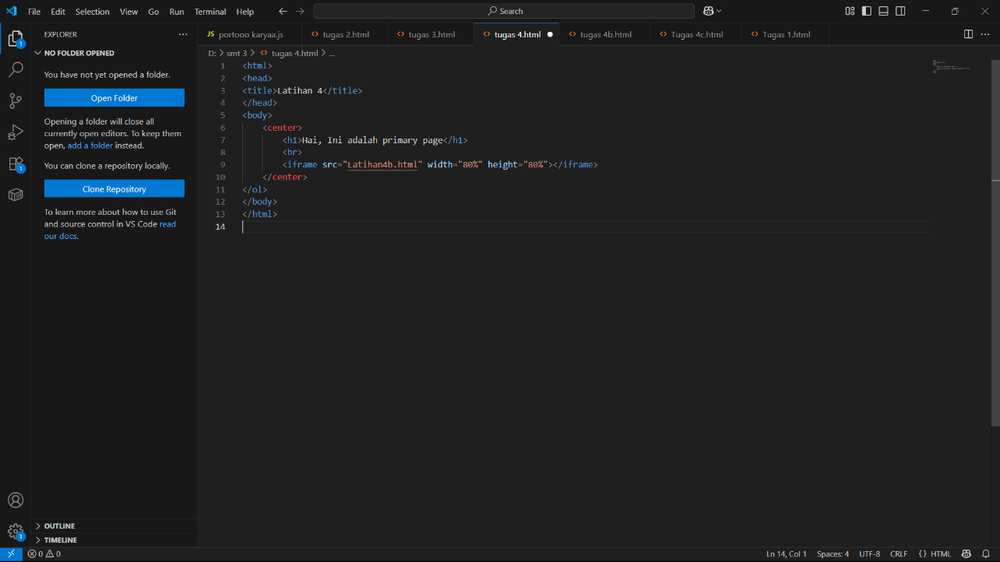 File Edit Selection View Go Run Terminal Help
Search
EXPLORER
NO FOLDER OPENED
You have not yet opened a folder.
Open Folder
Opening a folder will close all
currently open editors. To keep them
open, add a folder instead.
You can clone a repository locally.
Clone Repository
To learn more about how to use Git
and source control in VS Code read
our docs.
OUTLINE
TIMELINE
1
1
1
JS portooo karyaa.js tugas 2.html tugas 3.html tugas 4.html tugas 4b.html Tugas 4c.html Tugas 1.html
D: > smt 3 > tugas 4.html > ...
1 <html>
2 <head>
3 <title>Latihan 4</title>
4 </head>
5 <body>
6 <center>
7 <h1>Hai, Ini adalah primary page</h1>
8 <br>
9 <iframe src="Latihan4b.html" width="80%" height="80%"></iframe>
10 </center>
11 </ol>
12 </body>
13 </html>
14
0 0
Ln 14, Col 1 Spaces: 4 UTF-8 CRLF {} HTML